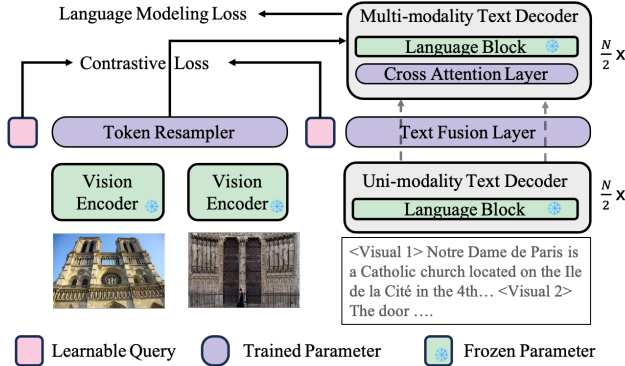 Language Modeling Loss
Multi-modality Text Decoder
Language Block
Cross Attention Layer
N/2 X
Contrastive Loss
Token Resampler
Text Fusion Layer
Vision
Encoder
Vision
Encoder
Uni-modality Text Decoder
Language Block
N/2 X
<Visual 1> Notre Dame de Paris is
a Catholic church located on the Ile
de la Cité in the 4th… <Visual 2>
The door ….
Learnable Query
Trained Parameter
Frozen Parameter